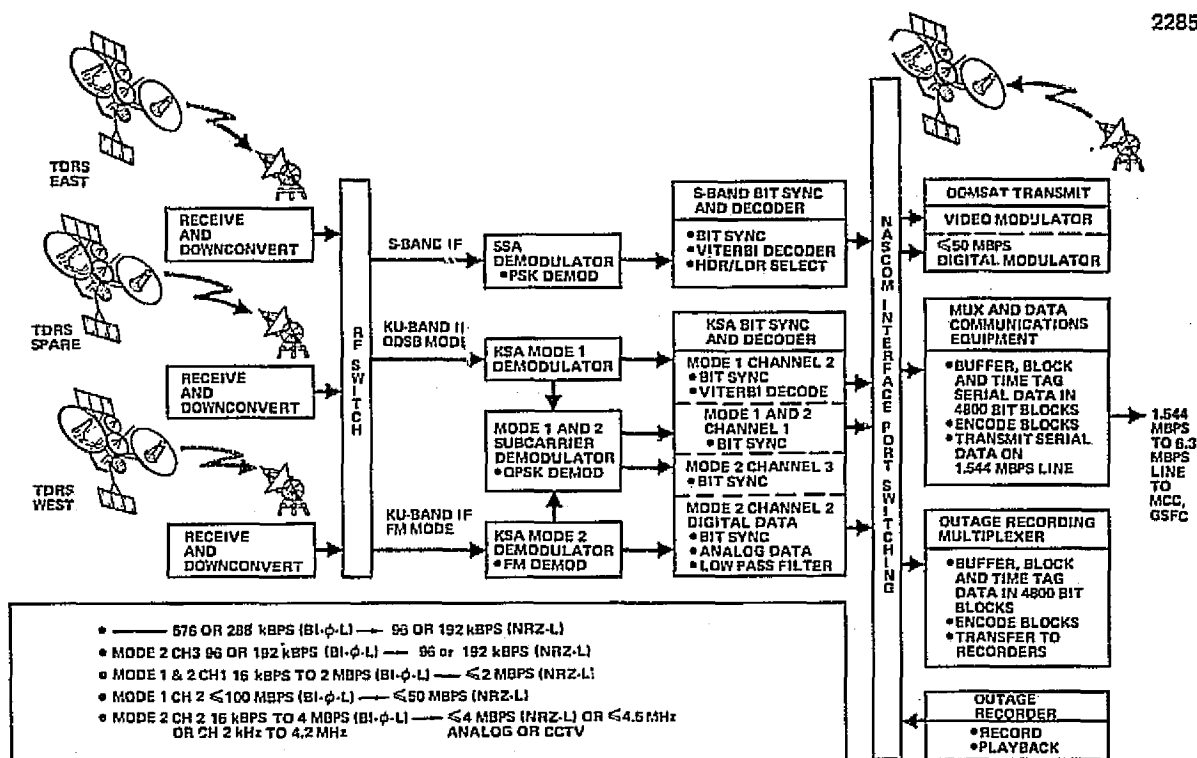 2285
TDRS
EAST
TDRS
SPARE
TDRS
WEST
RECEIVE
AND
DOWNCONVERT
RECEIVE
AND
DOWNCONVERT
RECEIVE
AND
DOWNCONVERT
RF SWITCH
S-BAND IF
KU-BAND IF
ODSB MODE
KU-BAND IF
FM MODE
SSA
DEMODULATOR
•PSK DEMOD
KSA MODE 1
DEMODULATOR
MODE 1 AND 2
SUBCARRIER
DEMODULATOR
•QPSK DEMOD
KSA MODE 2
DEMODULATOR
•FM DEMOD
S-BAND BIT SYNC
AND DECODER
•BIT SYNC
•VITERBI DECODER
•HDR/LDR SELECT
KSA BIT SYNC
AND DECODER
MODE 1 CHANNEL 2
•BIT SYNC
•VITERBI DECODE
MODE 1 AND 2
CHANNEL 1
•BIT SYNC
MODE 2 CHANNEL 3
•BIT SYNC
MODE 2 CHANNEL 2
DIGITAL DATA
•BIT SYNC
•ANALOG DATA
•LOW PASS FILTER
NASCOM INTERFACE PORT SWITCHING
DOMSAT TRANSMIT
VIDEO MODULATOR
≤50 MBPS
DIGITAL MODULATOR
MUX AND DATA
COMMUNICATIONS
EQUIPMENT
•BUFFER, BLOCK
AND TIME TAG
SERIAL DATA IN
4800 BIT BLOCKS
•ENCODE BLOCKS
•TRANSMIT SERIAL
DATA ON
1.544 MBPS LINE
1.544
MBPS
TO 6.3
MBPS
LINE
TO
MCC,
GSFC
OUTAGE RECORDING
MULTIPLEXER
•BUFFER, BLOCK
AND TIME TAG
DATA IN 4800 BIT
BLOCKS
•ENCODE BLOCKS
•TRANSFER TO
RECORDERS
OUTAGE
RECORDER
•RECORD
•PLAYBACK
• —— 576 OR 288 kBPS (BI-ϕ-L) → 96 OR 192 kBPS (NRZ-L)
• MODE 2 CH3 96 OR 192 kBPS (BI-ϕ-L) — 96 or 192 kBPS (NRZ-L)
• MODE 1 & 2 CH1 16 kBPS TO 2 MBPS (BI-ϕ-L) — ≤2 MBPS (NRZ-L)
• MODE 1 CH 2 ≤100 MBPS (BI-ϕ-L) → ≤50 MBPS (NRZ-L)
• MODE 2 CH 2 16 kBPS TO 4 MBPS (BI-ϕ-L) — ≤4 MBPS (NRZ-L) OR ≤4.5 MHz
OR CH 2 kHz TO 4.2 MHz ANALOG OR CCTV